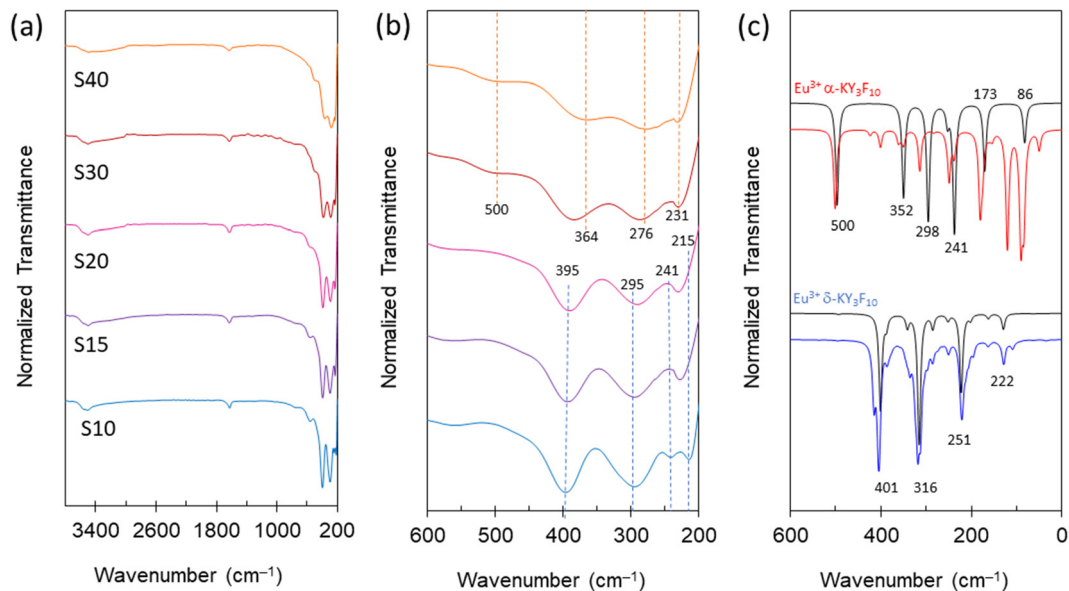 (a)
(b)
(c)
Normalized Transmittance
S40
S30
S20
S15
S10
3400 2600 1800 1000 200
Wavenumber (cm⁻¹)
Normalized Transmittance
500 364 276 231
395 295 241 215
600 500 400 300 200
Wavenumber (cm⁻¹)
Normalized Transmittance
Eu³⁺ α-KY₃F₁₀
173 86
500 352 298 241
Eu³⁺ δ-KY₃F₁₀
401 316 251 222
600 400 200 0
Wavenumber (cm⁻¹)